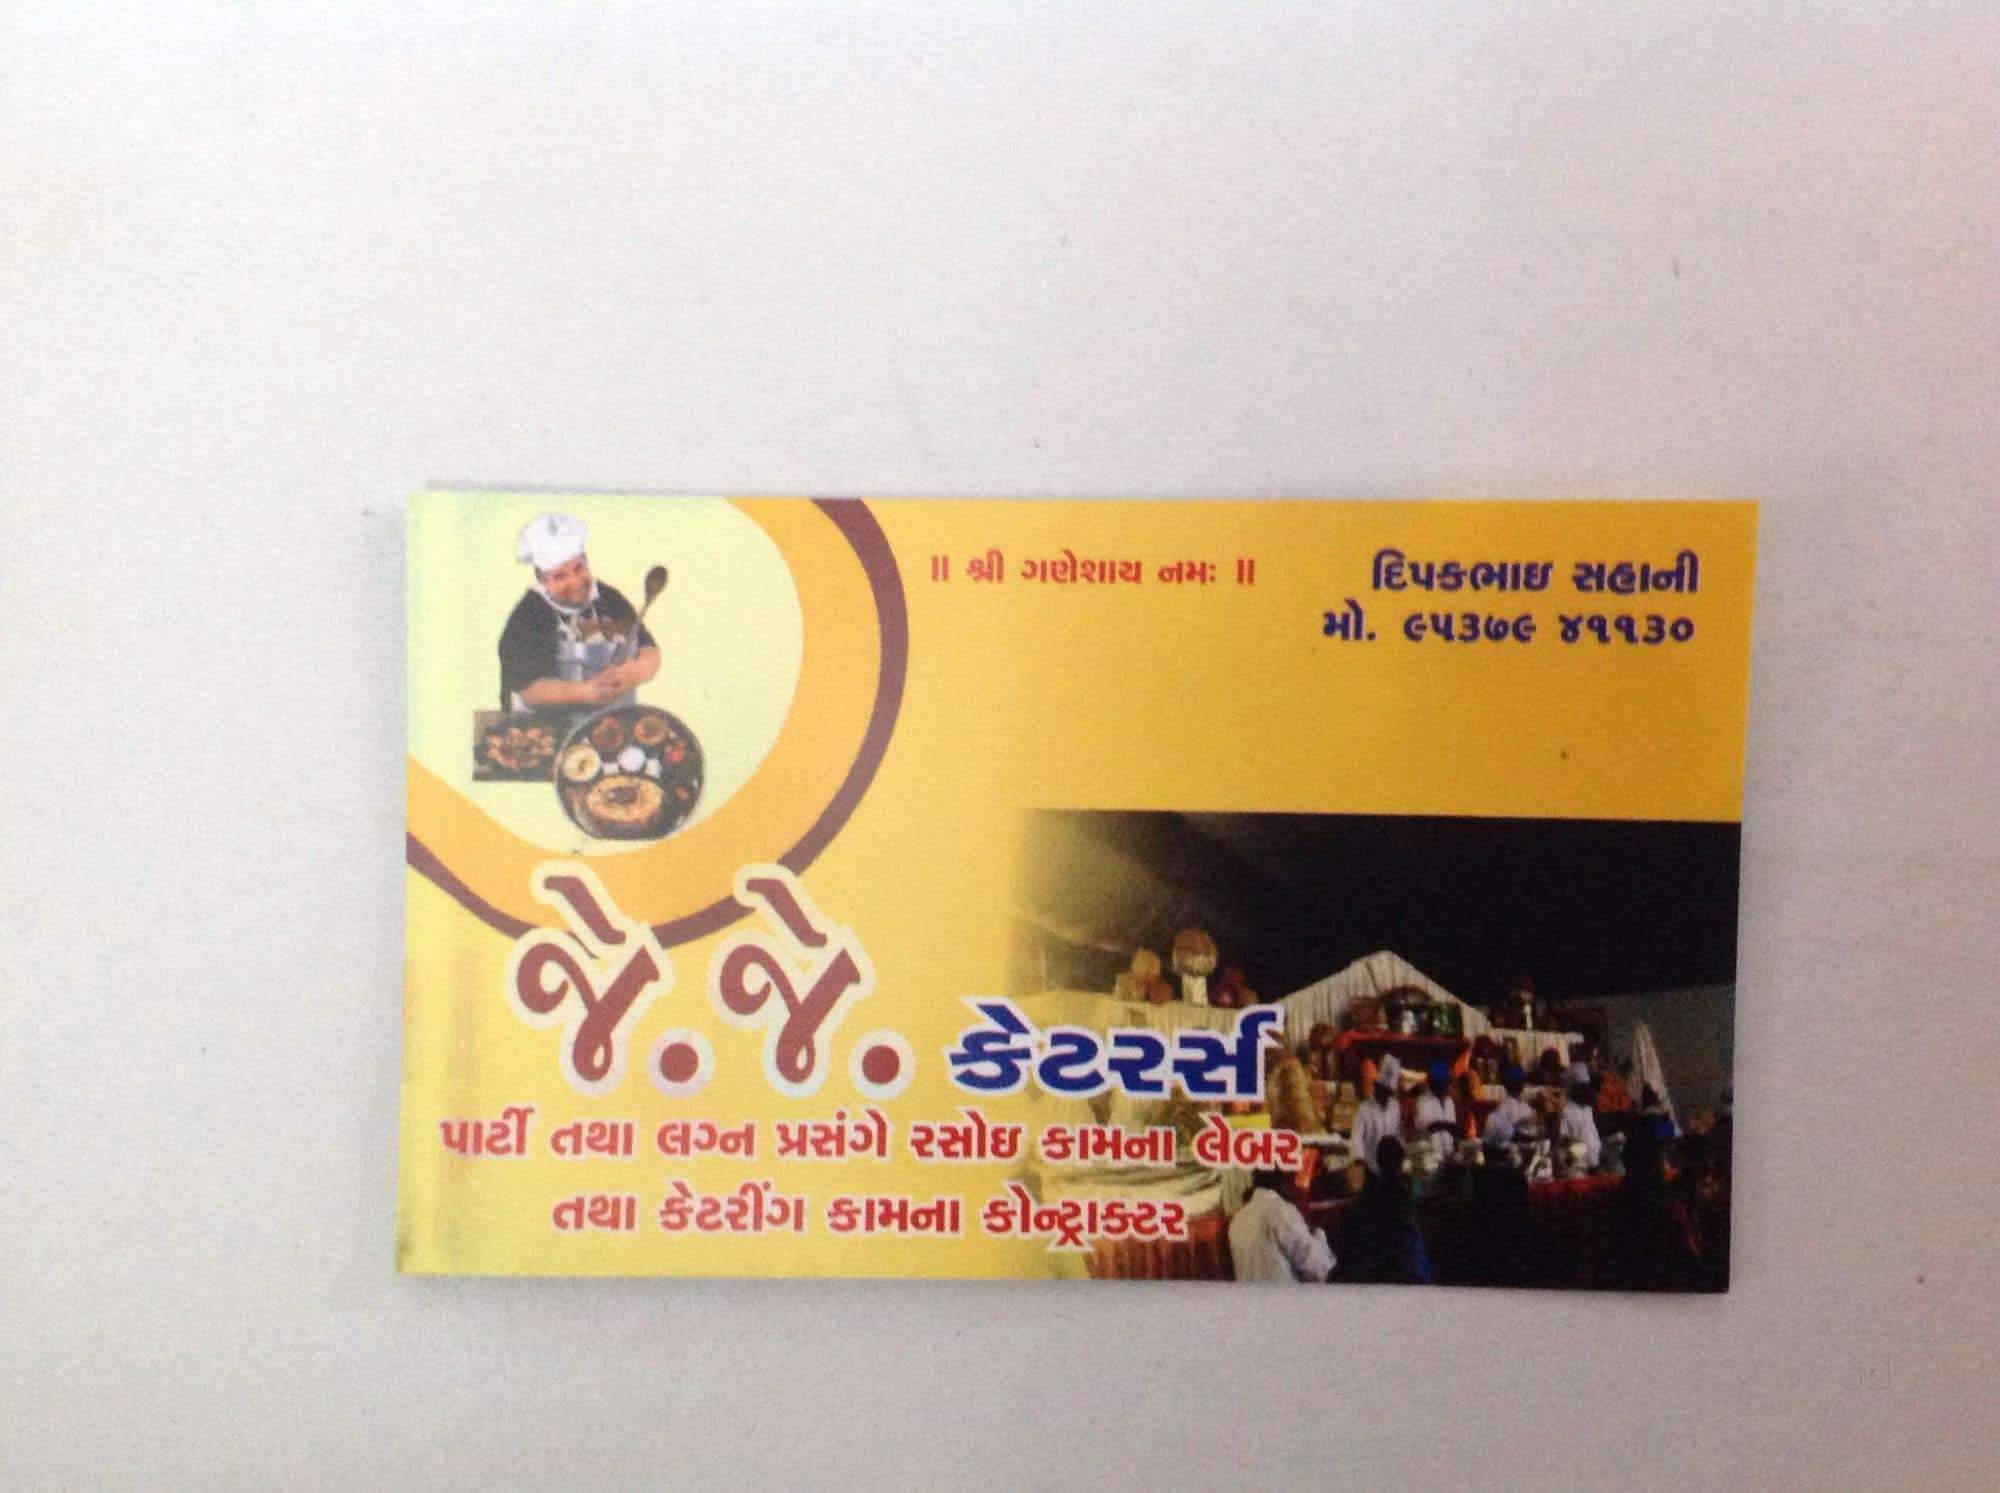 ॥ શ્રી ગણેશાય નમઃ ॥
દિપકભાઇ સહાની
મો. ૯૫૩૭૯ ૪૧૧૩૦
જે. જે. કેટરર્સ
પાર્ટી તથા લગ્ન પ્રસંગે રસોઇ કામના લેબર
તથા કેટરીંગ કામના કોન્ટ્રાક્ટર